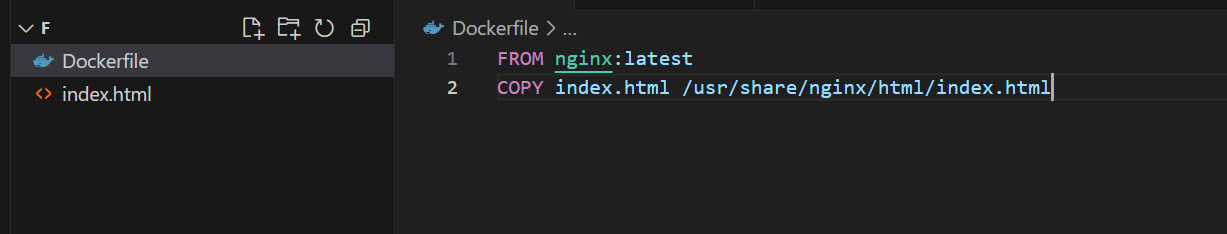 F
Dockerfile
index.html
Dockerfile > ...
1 FROM nginx:latest
2 COPY index.html /usr/share/nginx/html/index.html